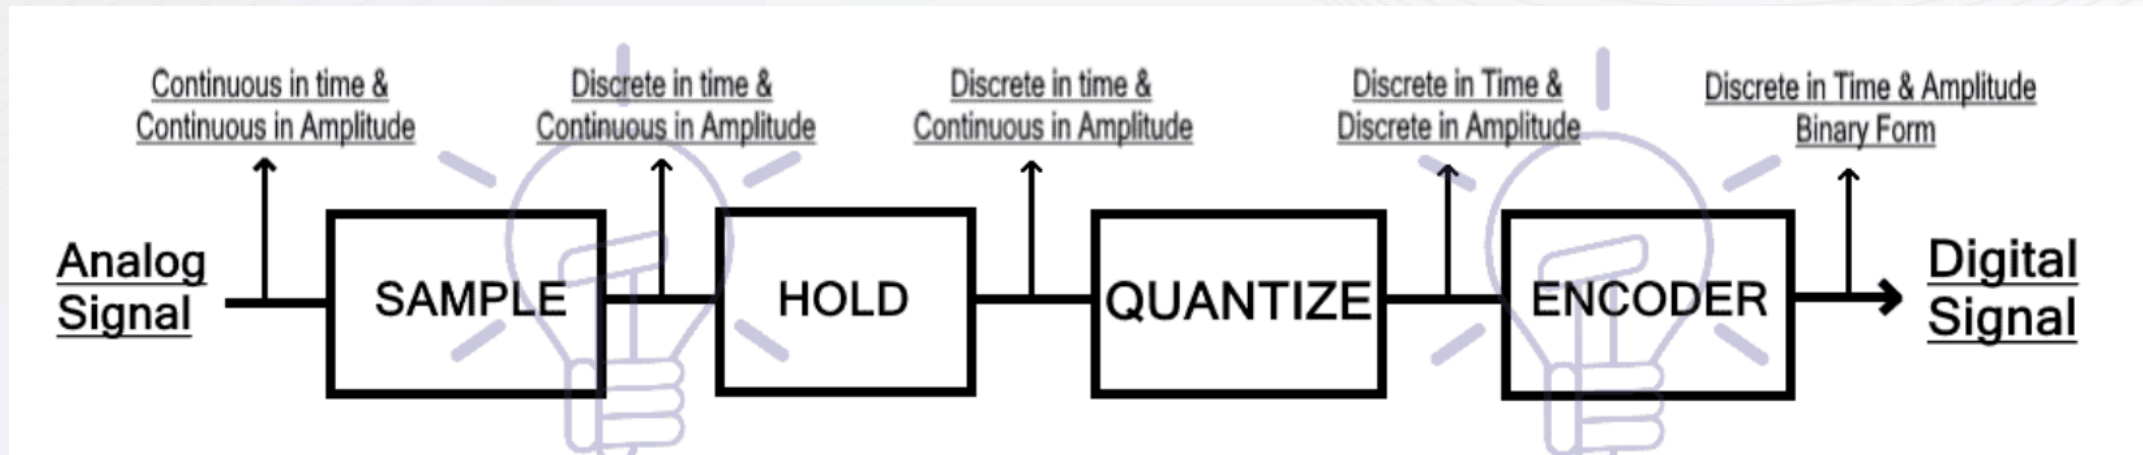 Continuous in time &
Continuous in Amplitude
Discrete in time &
Continuous in Amplitude
Discrete in time &
Continuous in Amplitude
Discrete in Time &
Discrete in Amplitude
Discrete in Time & Amplitude
Binary Form
Analog
Signal
SAMPLE
HOLD
QUANTIZE
ENCODER
Digital
Signal